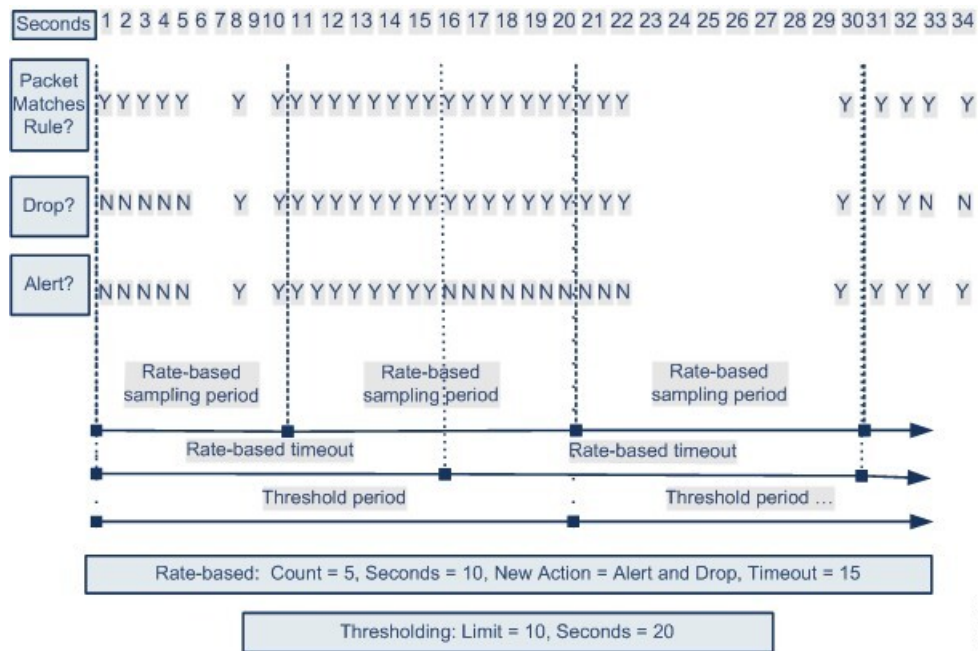 Seconds 1 2 3 4 5 6 7 8 9 10 11 12 13 14 15 16 17 18 19 20 21 22 23 24 25 26 27 28 29 30 31 32 33 34
Packet
Matches
Rule?
Y Y Y Y Y Y Y Y Y Y Y Y Y Y Y Y Y Y Y Y Y Y Y Y Y Y Y Y Y Y
Drop?
N N N N N Y Y Y Y Y Y Y Y Y Y Y Y Y Y Y Y Y Y Y Y Y Y Y N N
Alert?
N N N N N Y Y Y Y Y Y Y Y Y Y N N N N N N N N N N Y Y Y Y Y
Rate-based
sampling period
Rate-based
sampling period
Rate-based
sampling period
Rate-based timeout
Rate-based timeout
Threshold period
Threshold period ...
Rate-based: Count = 5, Seconds = 10, New Action = Alert and Drop, Timeout = 15
Thresholding: Limit = 10, Seconds = 20